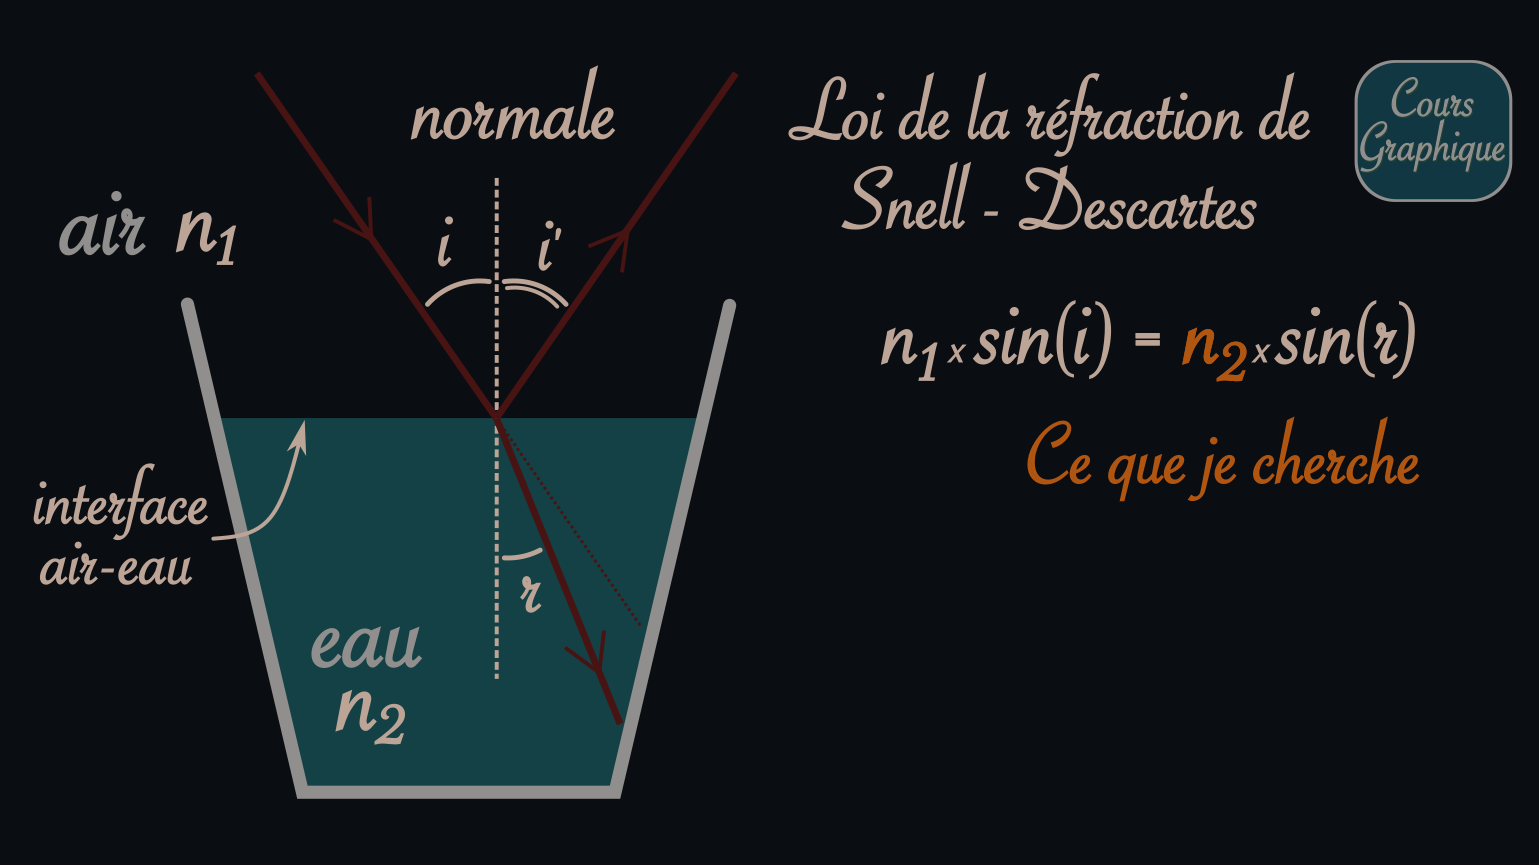 normale
Loi de la réfraction de
Snell - Descartes
Cours
Graphique
air n1
i
i'
n1 x sin(i) = n2 x sin(r)
Ce que je cherche
interface
air-eau
r
eau
n2